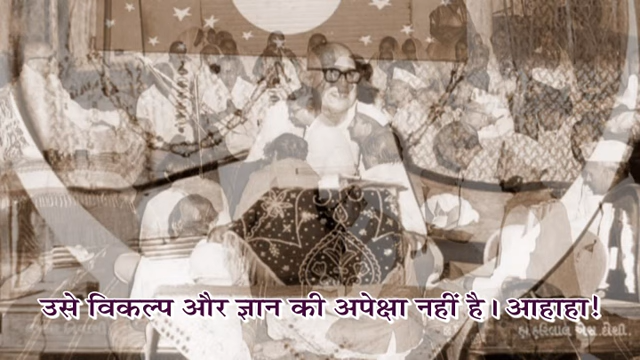 उसे विकल्प और ज्ञान की अपेक्षा नहीं है । आहाहा!